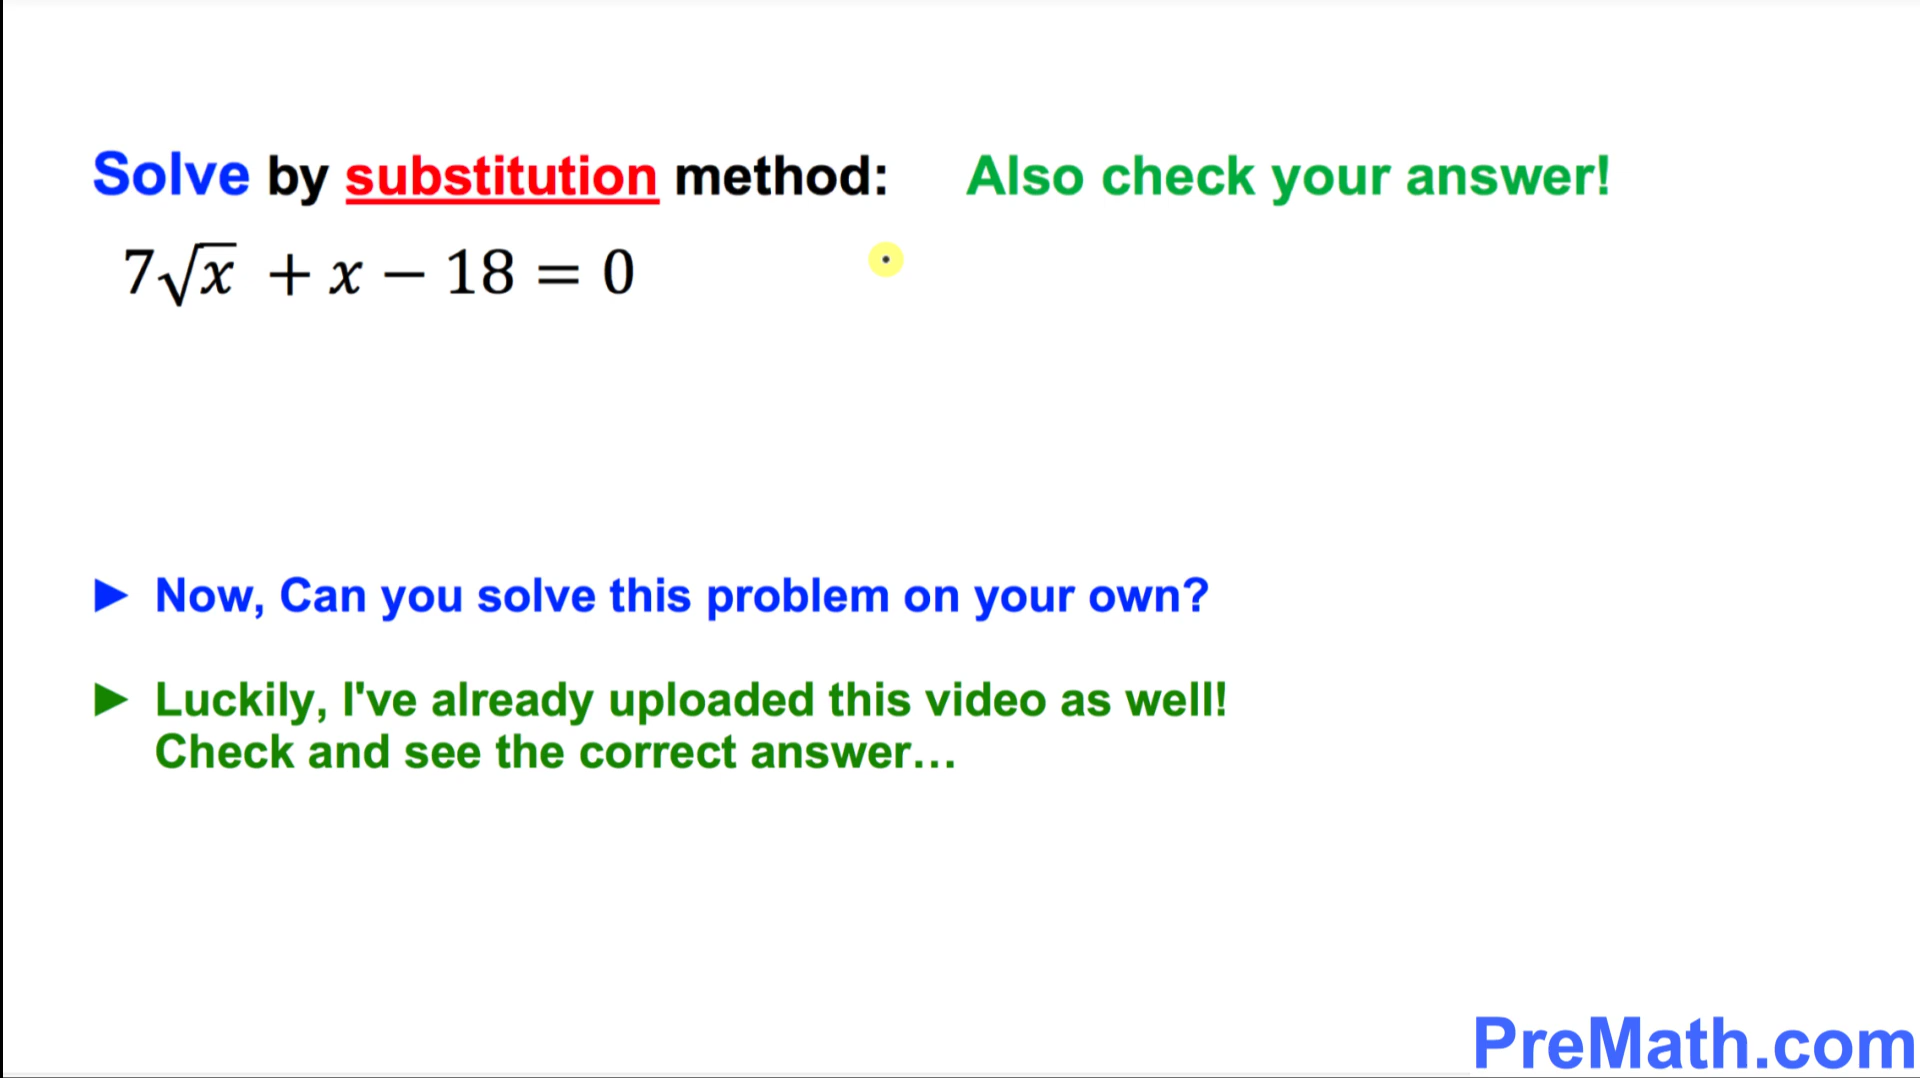 Solve by substitution method: Also check your answer!
7√x + x − 18 = 0
► Now, Can you solve this problem on your own?
► Luckily, I've already uploaded this video as well!
Check and see the correct answer...
PreMath.com